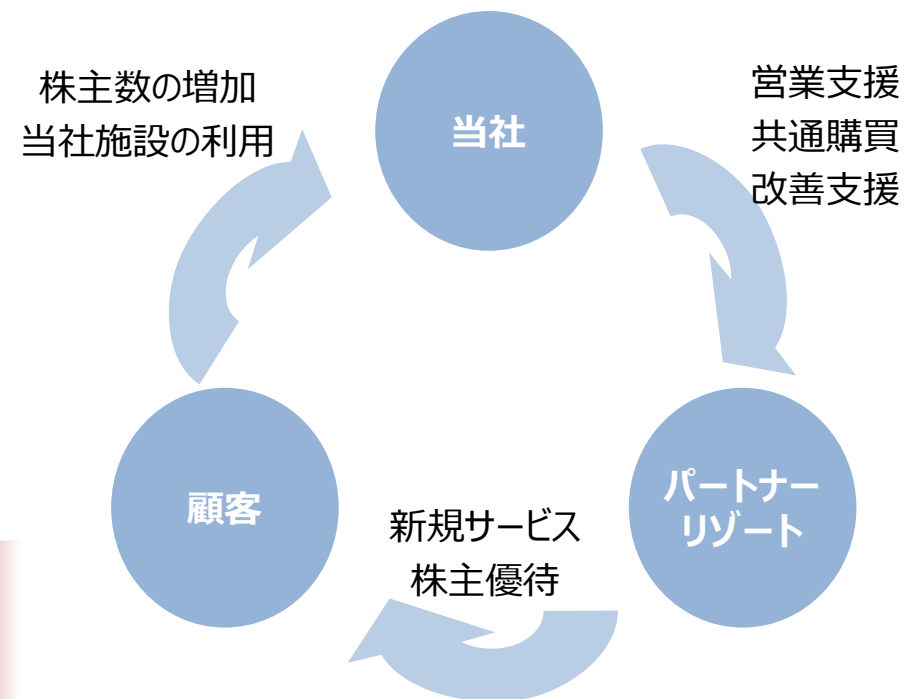 株主数の増加
当社施設の利用
当社
営業支援
共通購買
改善支援
顧客
新規サービス
株主優待
パートナー
リゾート